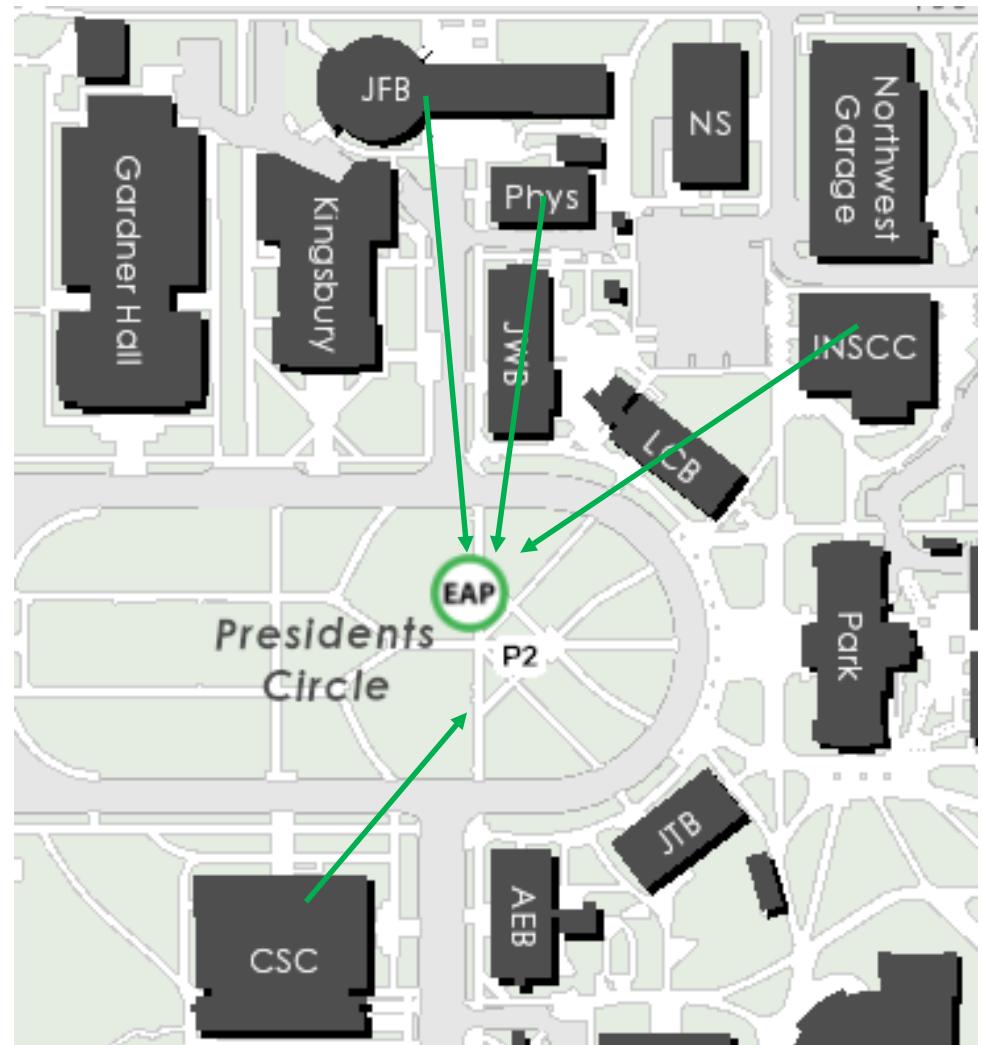 JFB
NS
Northwest
Garage
Gardner Hall
Kingsbury
Phys
JWB
INSCC
LCB
EAP
Presidents
Circle
P2
Park
JTB
AEB
CSC